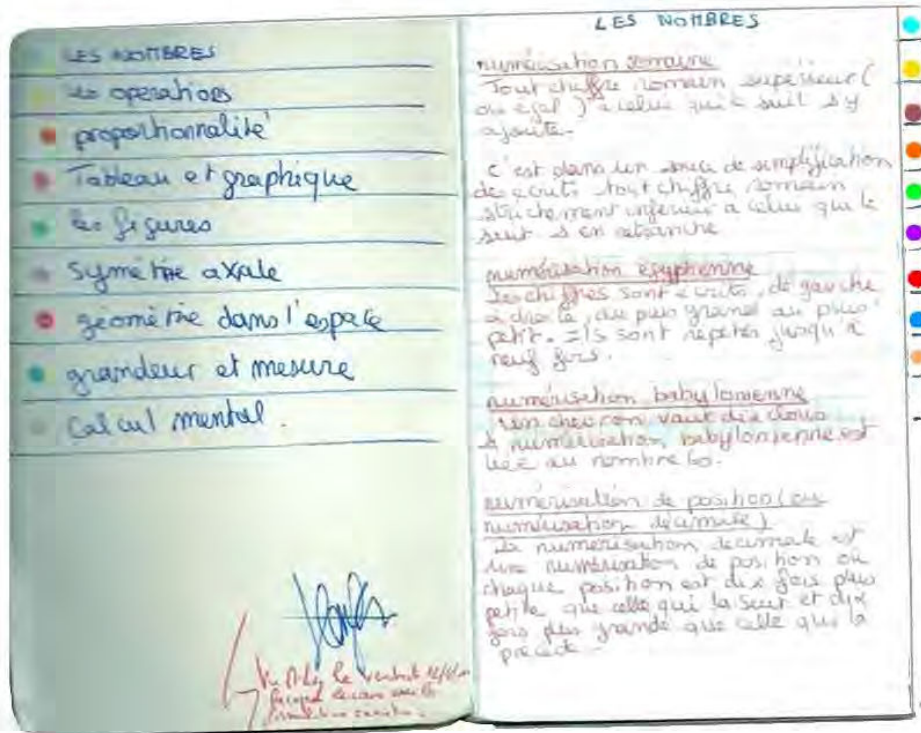 LES NOMBRES
Les operations
proportionnalité
Tableau et graphique
les figures
symétrie axale
géométrie dans l'espace
grandeur et mesure
Calcul mental.
LES NOMBRES
numérisation romaine
Tout chiffre romain supérieur (
ou égal) à celui qui le suit s'y
ajoute.
C'est dans un souci de simplification
des écrits tout chiffre romain
strictement inférieur a celui qui le
suit s'en retranche
numérisation égyptienne
Les chiffres sont écrits, de gauche
à droite, du plus grand au plus
petit. Ils sont répétés jusqu'à
neuf fois.
numérisation babylonienne
un chevron vaut dix clous
la numérisation babylonienne est
liée au nombre 60.
numérisation de position (ou
numérisation décimale)
La numérisation décimale est
une numérisation de position où
chaque position est dix fois plus
petite que celle qui la suit et dix
fois plus grande que celle qui la
précède.
Vu le vendredi